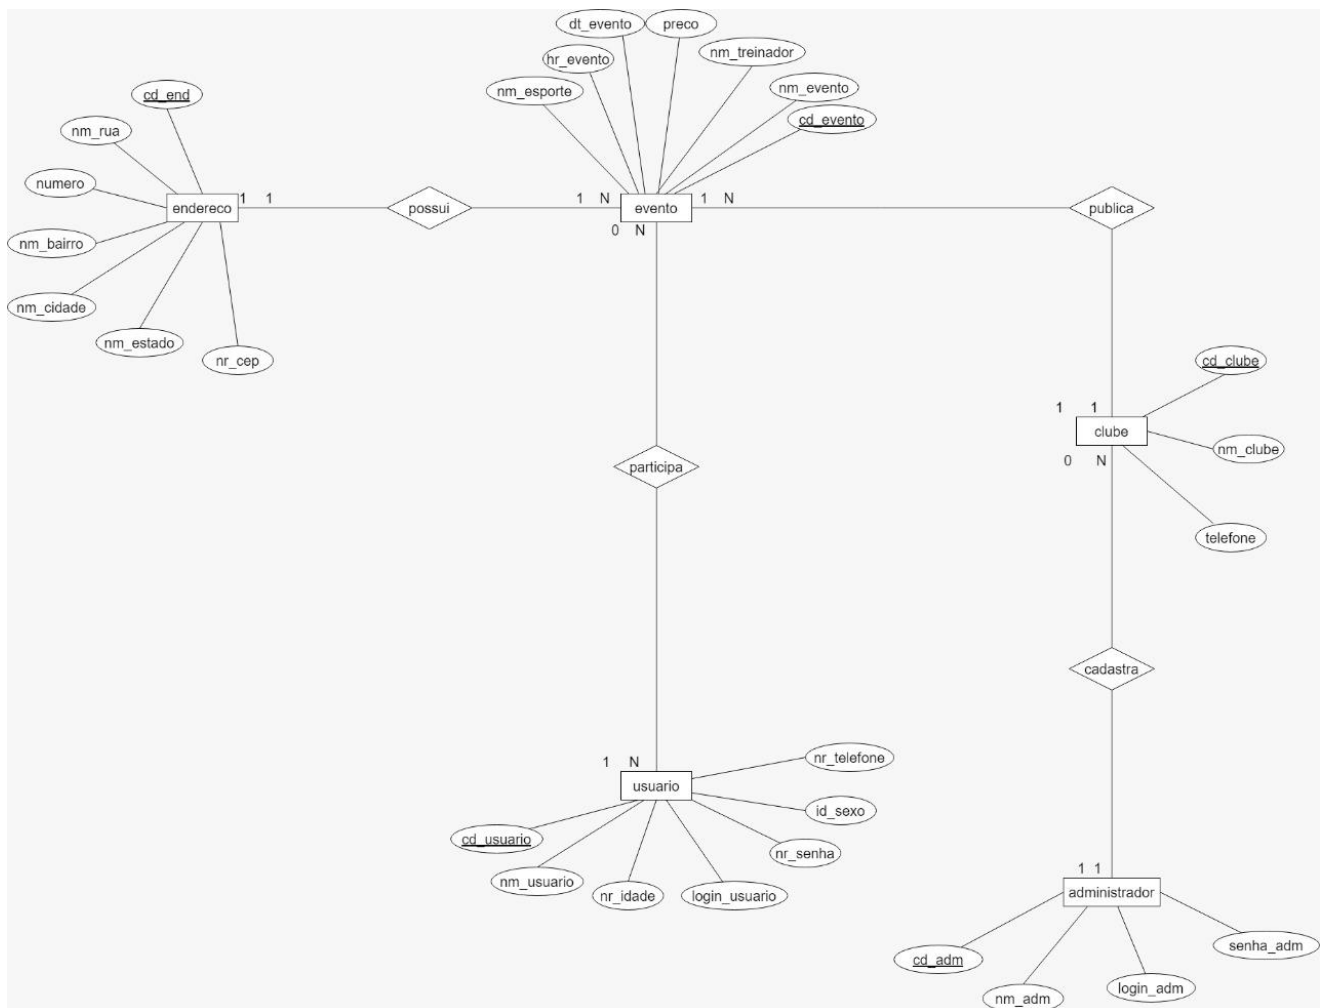 dt_evento
preco
nm_treinador
hr_evento
nm_esporte
nm_evento
cd_evento
cd_end
nm_rua
numero
endereco
1 1
possui
1 N
evento
1 N
publica
0 N
nm_bairro
nm_cidade
nm_estado
nr_cep
cd_clube
1 1
clube
nm_clube
0 N
telefone
participa
cadastra
1 N
usuario
nr_telefone
id_sexo
cd_usuario
nr_senha
nm_usuario
nr_idade
login_usuario
1 1
administrador
senha_adm
cd_adm
login_adm
nm_adm